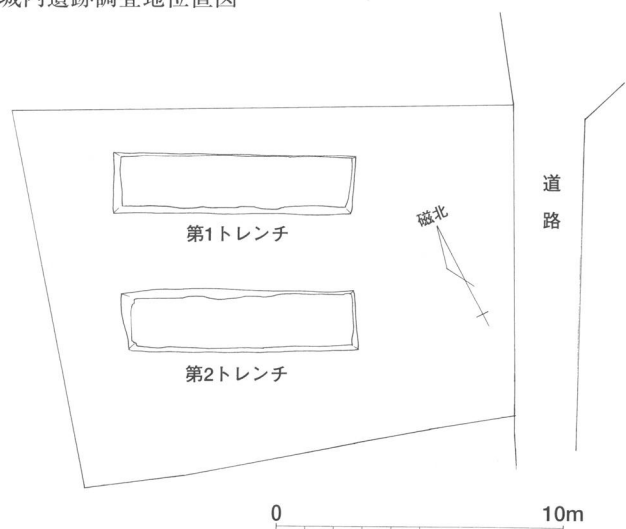 城内遺跡調査地位置図
道路
磁北
第1トレンチ
第2トレンチ
0 10m